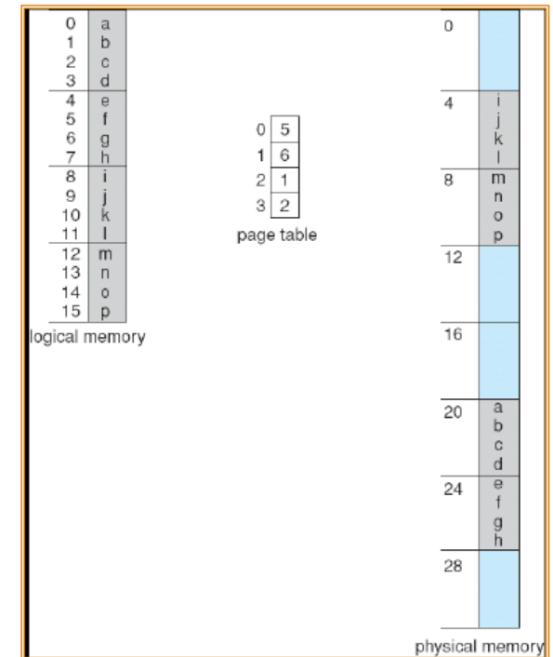 0 a
1 b
2 c
3 d
4 e
5 f
6 g
7 h
8 i
9 j
10 k
11 l
12 m
13 n
14 o
15 p
logical memory
0 5
1 6
2 1
3 2
page table
0
4 i
j
k
l
8 m
n
o
p
12
16
20 a
b
c
d
24 e
f
g
h
28
physical memory